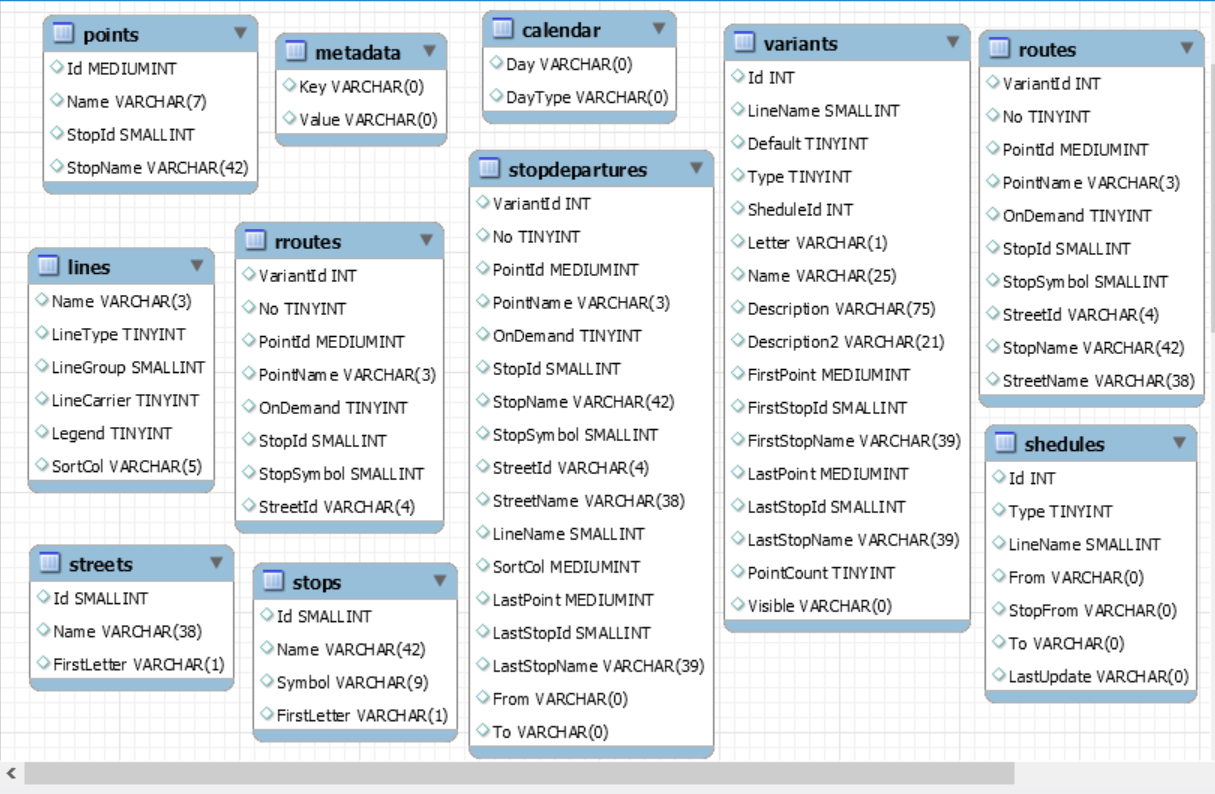 points
Id MEDIUMINT
Name VARCHAR(7)
StopId SMALLINT
StopName VARCHAR(42)
metadata
Key VARCHAR(0)
Value VARCHAR(0)
calendar
Day VARCHAR(0)
DayType VARCHAR(0)
variants
Id INT
LineName SMALLINT
Default TINYINT
Type TINYINT
SheduleId INT
Letter VARCHAR(1)
Name VARCHAR(25)
Description VARCHAR(75)
Description2 VARCHAR(21)
FirstPoint MEDIUMINT
FirstStopId SMALLINT
FirstStopName VARCHAR(39)
LastPoint MEDIUMINT
LastStopId SMALLINT
LastStopName VARCHAR(39)
PointCount TINYINT
Visible VARCHAR(0)
routes
VariantId INT
No TINYINT
PointId MEDIUMINT
PointName VARCHAR(3)
OnDemand TINYINT
StopId SMALLINT
StopSymbol SMALLINT
StreetId VARCHAR(4)
StopName VARCHAR(42)
StreetName VARCHAR(38)
stopdepartures
VariantId INT
No TINYINT
PointId MEDIUMINT
PointName VARCHAR(3)
OnDemand TINYINT
StopId SMALLINT
StopName VARCHAR(42)
StopSymbol SMALLINT
StreetId VARCHAR(4)
StreetName VARCHAR(38)
LineName SMALLINT
SortCol MEDIUMINT
LastPoint MEDIUMINT
LastStopId SMALLINT
LastStopName VARCHAR(39)
From VARCHAR(0)
To VARCHAR(0)
lines
Name VARCHAR(3)
LineType TINYINT
LineGroup SMALLINT
LineCarrier TINYINT
Legend TINYINT
SortCol VARCHAR(5)
rroutes
VariantId INT
No TINYINT
PointId MEDIUMINT
PointName VARCHAR(3)
OnDemand TINYINT
StopId SMALLINT
StopSymbol SMALLINT
StreetId VARCHAR(4)
shedules
Id INT
Type TINYINT
LineName SMALLINT
From VARCHAR(0)
StopFrom VARCHAR(0)
To VARCHAR(0)
LastUpdate VARCHAR(0)
streets
Id SMALLINT
Name VARCHAR(38)
FirstLetter VARCHAR(1)
stops
Id SMALLINT
Name VARCHAR(42)
Symbol VARCHAR(9)
FirstLetter VARCHAR(1)